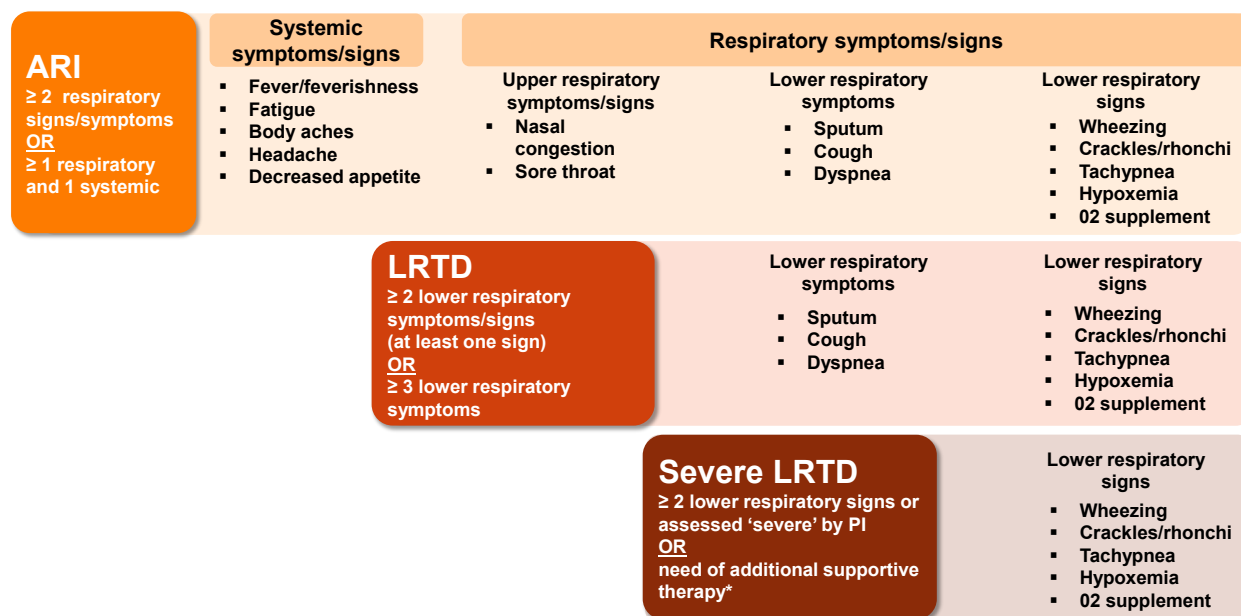 ARI
≥ 2 respiratory
signs/symptoms
OR
≥ 1 respiratory
and 1 systemic
Systemic
symptoms/signs
▪ Fever/feverishness
▪ Fatigue
▪ Body aches
▪ Headache
▪ Decreased appetite
Respiratory symptoms/signs
Upper respiratory
symptoms/signs
▪ Nasal
congestion
▪ Sore throat
Lower respiratory
symptoms
▪ Sputum
▪ Cough
▪ Dyspnea
Lower respiratory
signs
▪ Wheezing
▪ Crackles/rhonchi
▪ Tachypnea
▪ Hypoxemia
▪ 02 supplement
LRTD
≥ 2 lower respiratory
symptoms/signs
(at least one sign)
OR
≥ 3 lower respiratory
symptoms
Lower respiratory
symptoms
▪ Sputum
▪ Cough
▪ Dyspnea
Lower respiratory
signs
▪ Wheezing
▪ Crackles/rhonchi
▪ Tachypnea
▪ Hypoxemia
▪ 02 supplement
Severe LRTD
≥ 2 lower respiratory signs or
assessed ‘severe’ by PI
OR
need of additional supportive
therapy*
Lower respiratory
signs
▪ Wheezing
▪ Crackles/rhonchi
▪ Tachypnea
▪ Hypoxemia
▪ 02 supplement